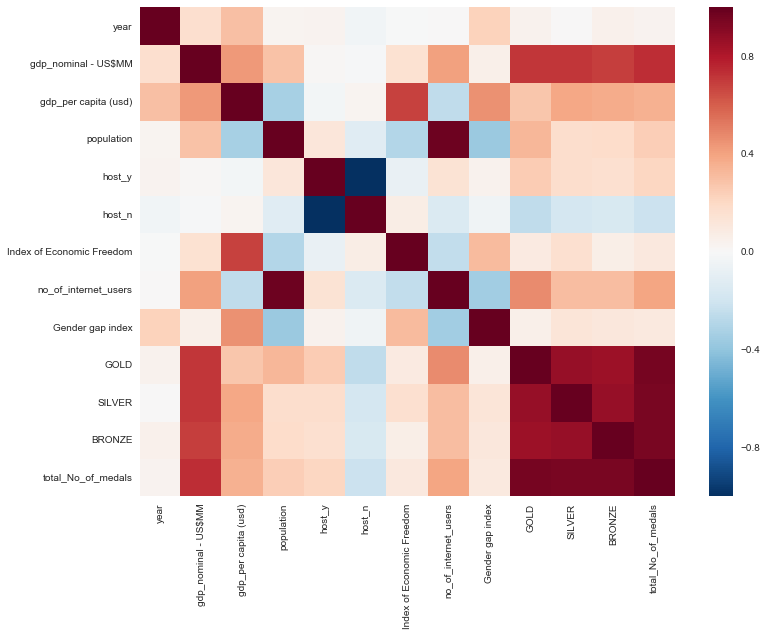 year
gdp_nominal - US$MM
gdp_per capita (usd)
population
host_y
host_n
Index of Economic Freedom
no_of_internet_users
Gender gap index
GOLD
SILVER
BRONZE
total_No_of_medals
0.8
0.4
0.0
−0.4
−0.8
year
gdp_nominal - US$MM
gdp_per capita (usd)
population
host_y
host_n
Index of Economic Freedom
no_of_internet_users
Gender gap index
GOLD
SILVER
BRONZE
total_No_of_medals